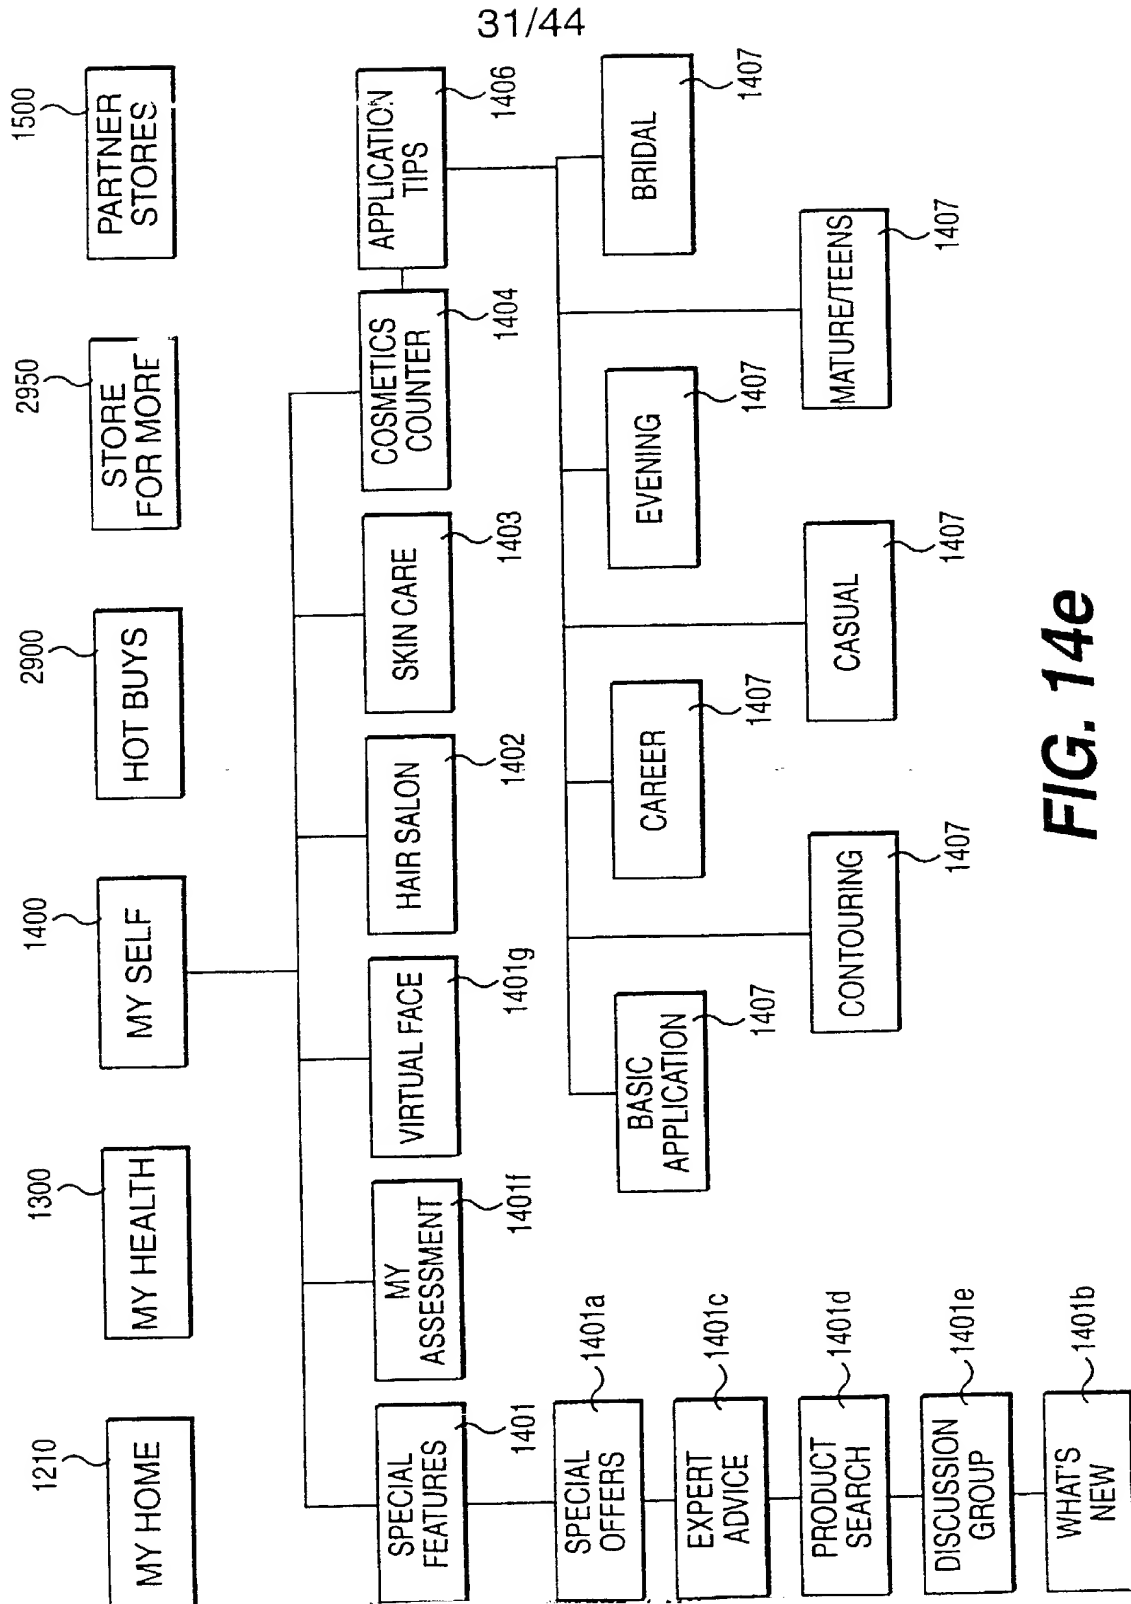 31/44
1210
MY HOME
1300
MY HEALTH
1400
MY SELF
2900
HOT BUYS
2950
STORE
FOR MORE
1500
PARTNER
STORES
SPECIAL
FEATURES
1401
MY
ASSESSMENT
1401f
VIRTUAL FACE
1401g
HAIR SALON
1402
SKIN CARE
1403
COSMETICS
COUNTER
1404
APPLICATION
TIPS
1406
SPECIAL
OFFERS
1401a
EXPERT
ADVICE
1401c
PRODUCT
SEARCH
1401d
DISCUSSION
GROUP
1401e
WHAT'S
NEW
1401b
BASIC
APPLICATION
1407
CAREER
1407
EVENING
1407
BRIDAL
1407
CONTOURING
1407
CASUAL
1407
MATURE/TEENS
1407
FIG. 14e